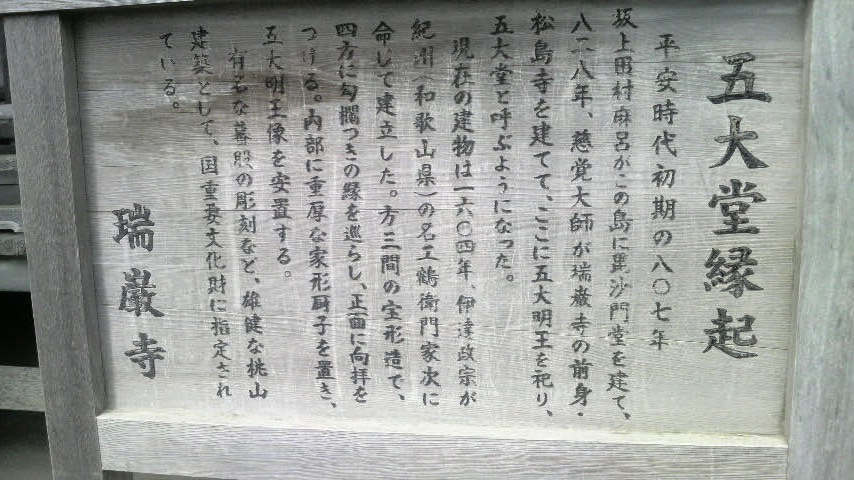 五大堂縁起
平安時代初期の八〇七年
坂上田村麻呂がこの島に毘沙門堂を建て、
八二八年、慈覚大師が瑞巌寺の前身・
松島寺を建てて、ここに五大明王を祀り、
五大堂と呼ぶようになった。
現在の建物は一六〇四年、伊達政宗が
紀州(和歌山県)の名工鶴衛門家次に
命じて建立した。方三間の宝形造で、
四方に勾欄つきの縁を巡らし、正面に向拝を
つける。内部に重厚な家形厨子を置き、
五大明王像を安置する。
有名な蟇股の彫刻など、雄健な桃山
建築として、国重要文化財に指定され
ている。
瑞巌寺